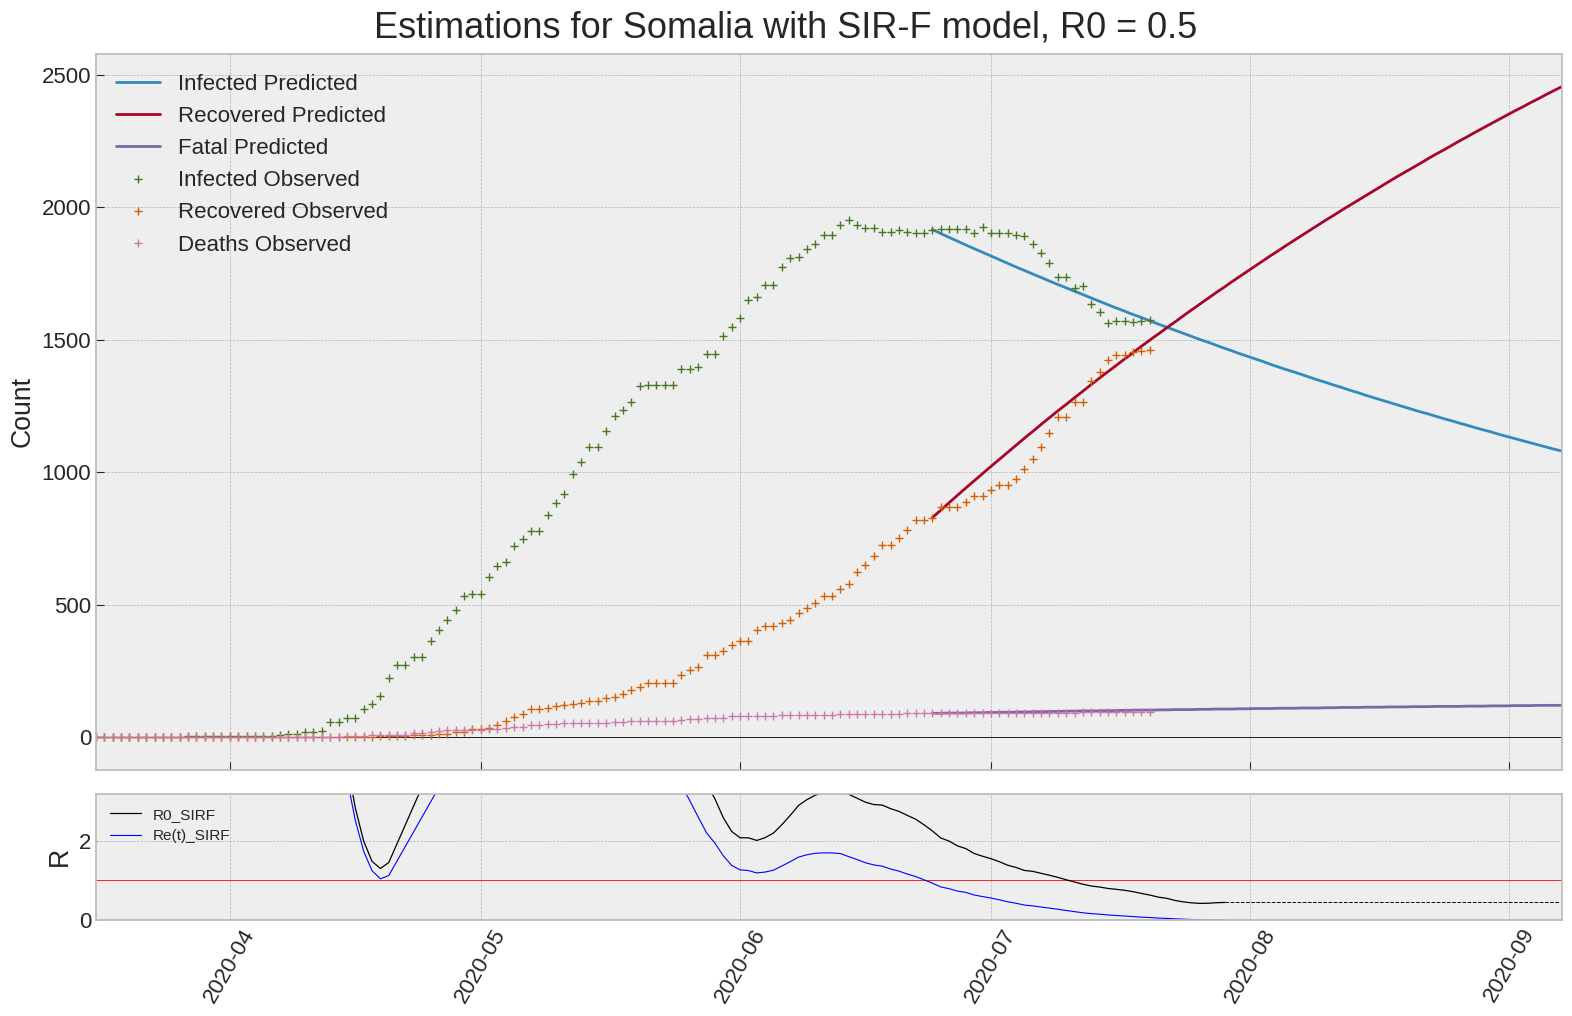 Estimations for Somalia with SIR-F model, R0 = 0.5
2500
2000
1500
1000
500
0
Count
Infected Predicted
Recovered Predicted
Fatal Predicted
Infected Observed
Recovered Observed
Deaths Observed
R0_SIRF
Re(t)_SIRF
2
0
R
2020-04
2020-05
2020-06
2020-07
2020-08
2020-09